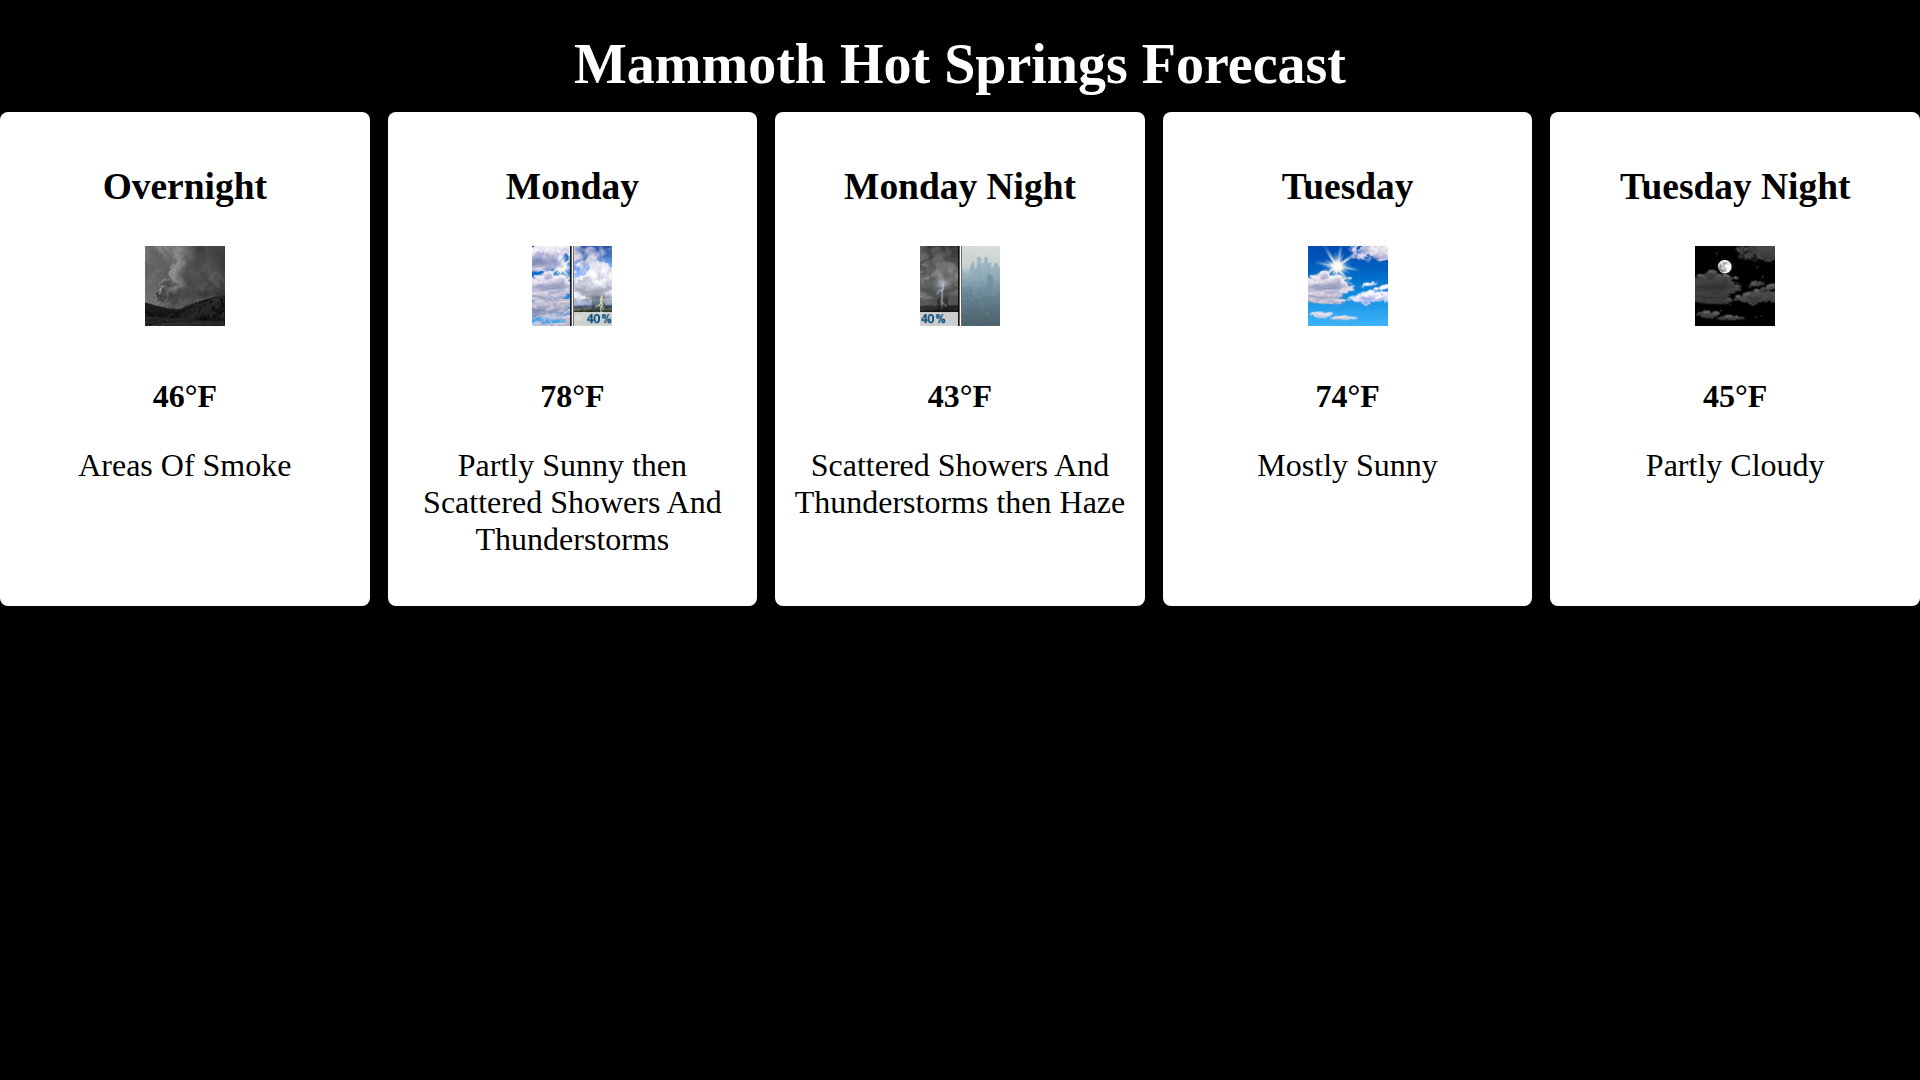 Mammoth Hot Springs Forecast
Overnight
46°F
Areas Of Smoke
Monday
40%
78°F
Partly Sunny then
Scattered Showers And
Thunderstorms
Monday Night
40%
43°F
Scattered Showers And
Thunderstorms then Haze
Tuesday
74°F
Mostly Sunny
Tuesday Night
45°F
Partly Cloudy